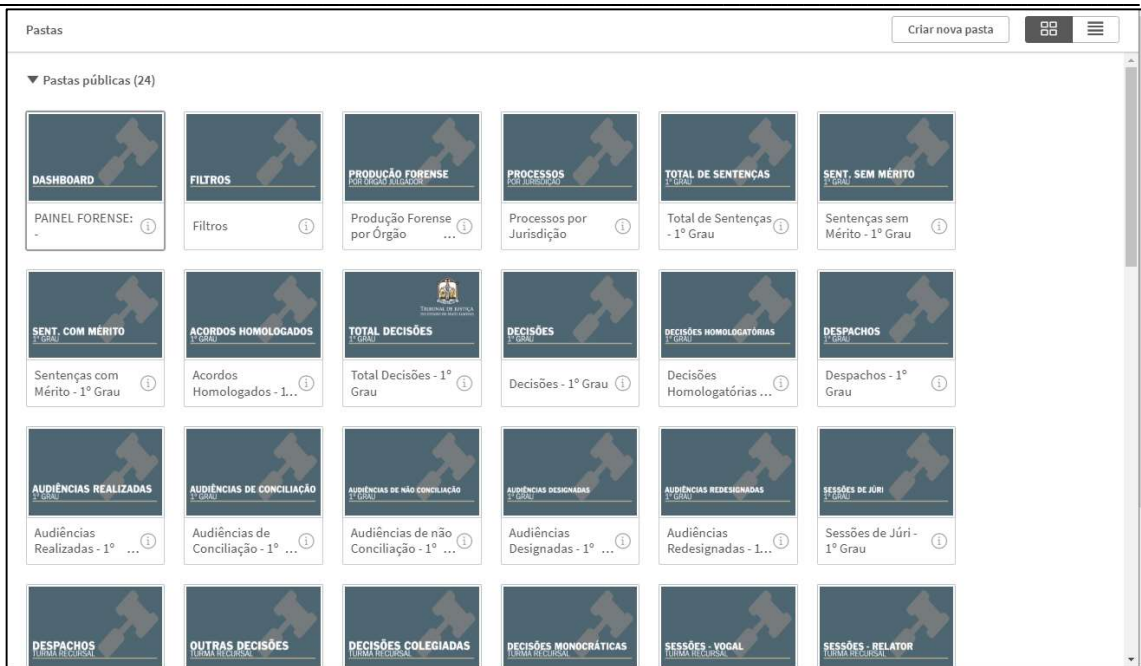 Pastas
Criar nova pasta
Pastas públicas (24)
DASHBOARD
FILTROS
PRODUÇÃO FORENSE
POR ÓRGÃO JULGADOR
PROCESSOS
POR JURISDIÇÃO
TOTAL DE SENTENÇAS
1º GRAU
SENT. SEM MÉRITO
1º GRAU
PAINEL FORENSE:
-
Filtros
Produção Forense
por Órgão ...
Processos por
Jurisdição
Total de Sentenças
- 1º Grau
Sentenças sem
Mérito - 1º Grau
SENT. COM MÉRITO
1º GRAU
ACORDOS HOMOLOGADOS
1º GRAU
TRIBUNAL DE JUSTIÇA
TOTAL DECISÕES
1º GRAU
DECISÕES
1º GRAU
DECISÕES HOMOLOGATÓRIAS
1º GRAU
DESPACHOS
1º GRAU
Sentenças com
Mérito - 1º Grau
Acordos
Homologados - 1...
Total Decisões - 1º
Grau
Decisões - 1º Grau
Decisões
Homologatórias ...
Despachos - 1º
Grau
AUDIÊNCIAS REALIZADAS
1º GRAU
AUDIÊNCIAS DE CONCILIAÇÃO
1º GRAU
AUDIÊNCIAS DE NÃO CONCILIAÇÃO
1º GRAU
AUDIÊNCIAS DESIGNADAS
1º GRAU
AUDIÊNCIAS REDESIGNADAS
1º GRAU
SESSÕES DE JÚRI
1º GRAU
Audiências
Realizadas - 1º ...
Audiências de
Conciliação - 1º ...
Audiências de não
Conciliação - 1º ...
Audiências
Designadas - 1º ...
Audiências
Redesignadas - 1...
Sessões de Júri -
1º Grau
DESPACHOS
TURMA RECURSAL
OUTRAS DECISÕES
TURMA RECURSAL
DECISÕES COLEGIADAS
TURMA RECURSAL
DECISÕES MONOCRÁTICAS
TURMA RECURSAL
SESSÕES - VOGAL
TURMA RECURSAL
SESSÕES - RELATOR
TURMA RECURSAL